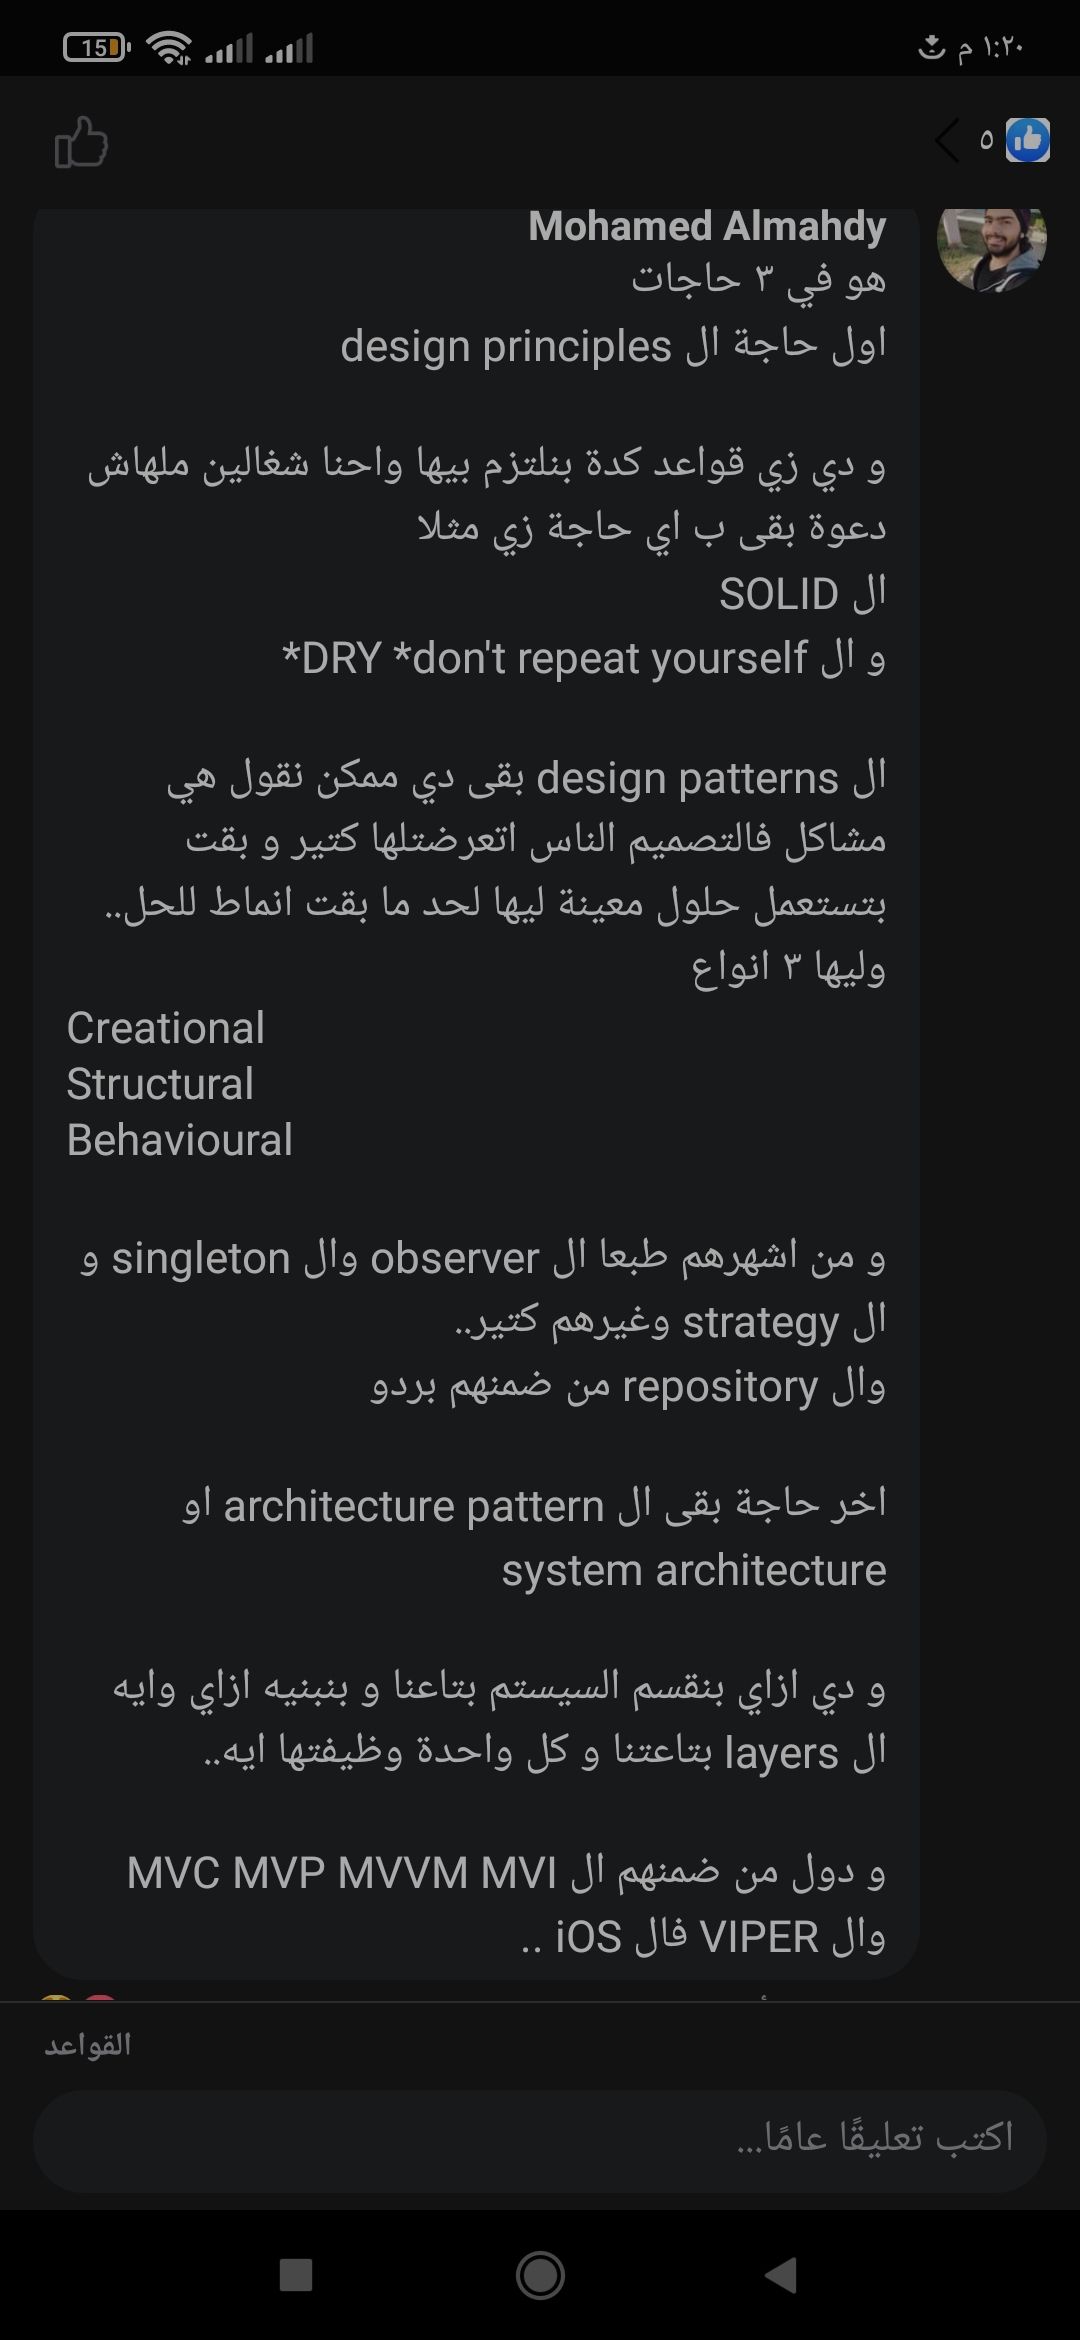 15
١:٢٠ م
٥
Mohamed Almahdy
هو في ٣ حاجات
اول حاجة ال design principles
و دي زي قواعد كدة بنلتزم بيها واحنا شغالين ملهاش
دعوة بقى ب اي حاجة زي مثلا
ال SOLID
و ال DRY *don't repeat yourself*
ال design patterns بقى دي ممكن نقول هي
مشاكل فالتصميم الناس اتعرضتلها كتير و بقت
بتستعمل حلول معينة ليها لحد ما بقت انماط للحل..
وليها ٣ انواع
Creational
Structural
Behavioural
و من اشهرهم طبعا ال observer وال singleton و
ال strategy وغيرهم كتير..
وال repository من ضمنهم بردو
اخر حاجة بقى ال architecture pattern او
system architecture
و دي ازاي بنقسم السيستم بتاعنا و بنبنيه ازاي وايه
ال layers بتاعتنا و كل واحدة وظيفتها ايه..
و دول من ضمنهم ال MVC MVP MVVM MVI
وال VIPER فال iOS ..
القواعد
اكتب تعليقًا عامًا...